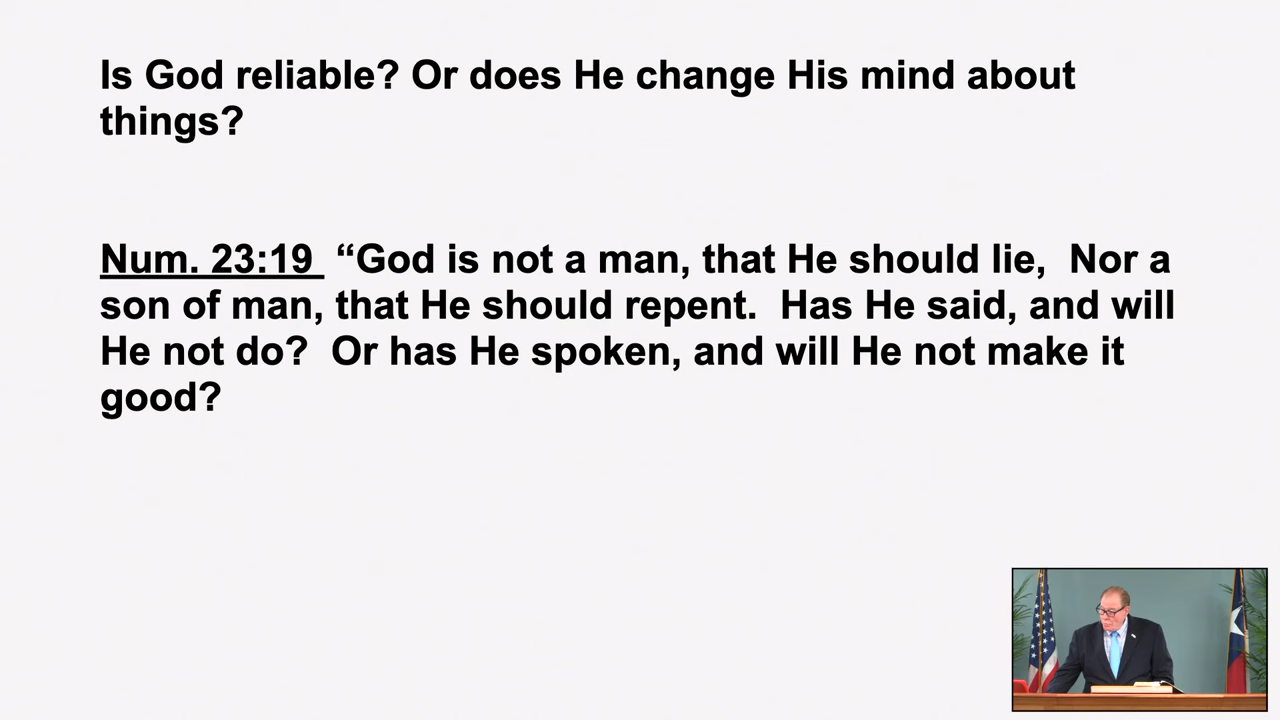 Is God reliable? Or does He change His mind about
things?
Num. 23:19 “God is not a man, that He should lie, Nor a
son of man, that He should repent. Has He said, and will
He not do? Or has He spoken, and will He not make it
good?